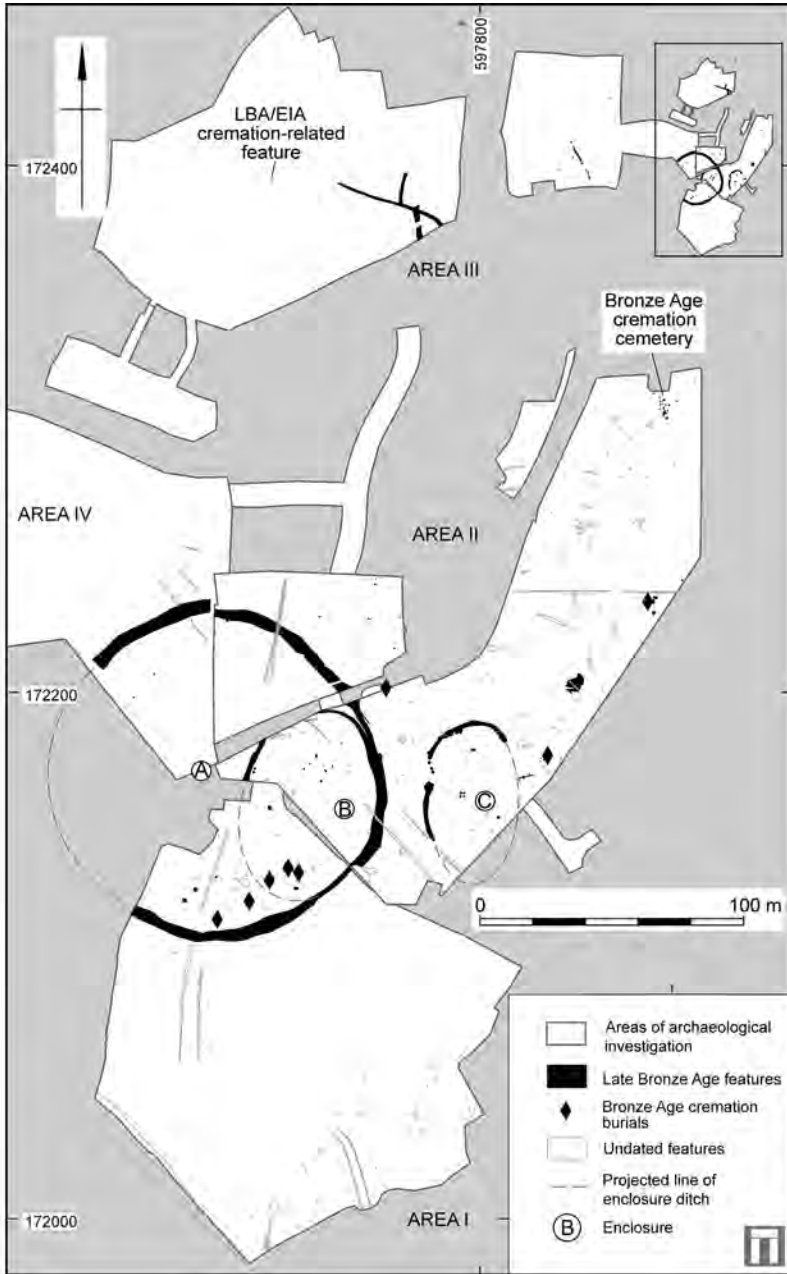 597800
LBA/EIA
cremation-related
feature
172400
AREA III
Bronze Age
cremation
cemetery
AREA IV
AREA II
172200
A
B
C
0
100 m
172000
AREA I
Areas of archaeological
investigation
Late Bronze Age features
Bronze Age cremation
burials
Undated features
Projected line of
enclosure ditch
B
Enclosure